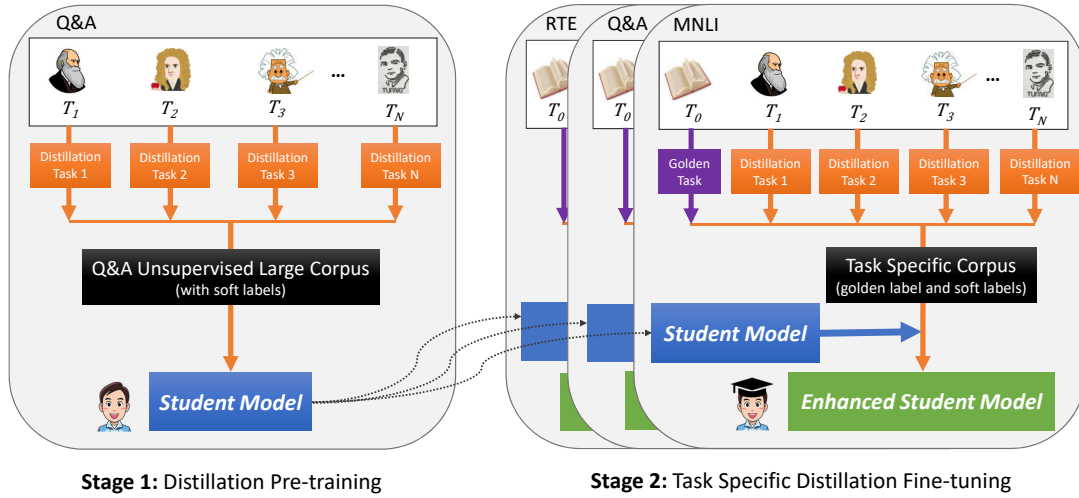 Q&A
T1
T2
T3
...
TN
Distillation
Task 1
Distillation
Task 2
Distillation
Task 3
Distillation
Task N
Q&A Unsupervised Large Corpus
(with soft labels)
Student Model
Stage 1: Distillation Pre-training
RTE
Q&A
MNLI
T0
T0
T0
T1
T2
T3
...
TN
TURING
Golden
Task
Distillation
Task 1
Distillation
Task 2
Distillation
Task 3
Distillation
Task N
Task Specific Corpus
(golden label and soft labels)
Student Model
Enhanced Student Model
Stage 2: Task Specific Distillation Fine-tuning